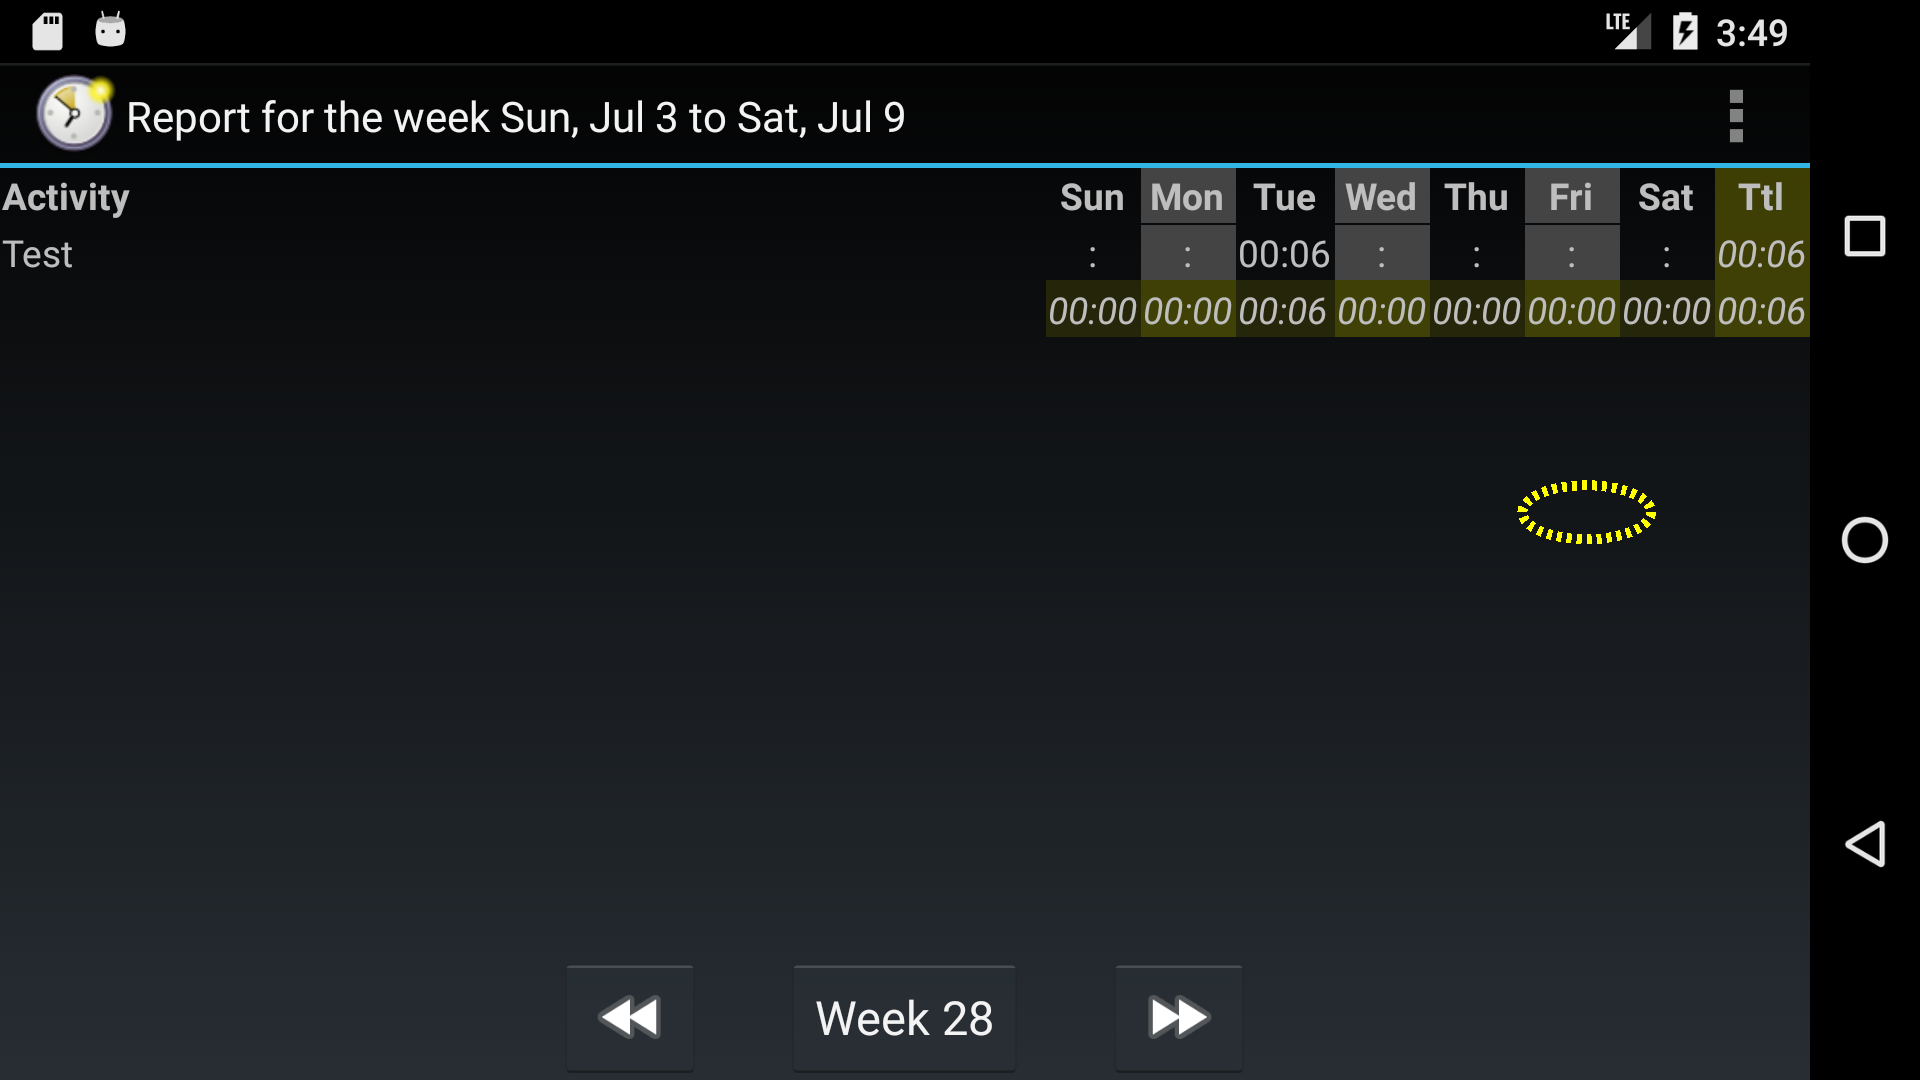 LTE 3:49
Report for the week Sun, Jul 3 to Sat, Jul 9
Activity Sun Mon Tue Wed Thu Fri Sat Ttl
Test : : 00:06 : : : : 00:06
00:00 00:00 00:06 00:00 00:00 00:00 00:00 00:06
Week 28